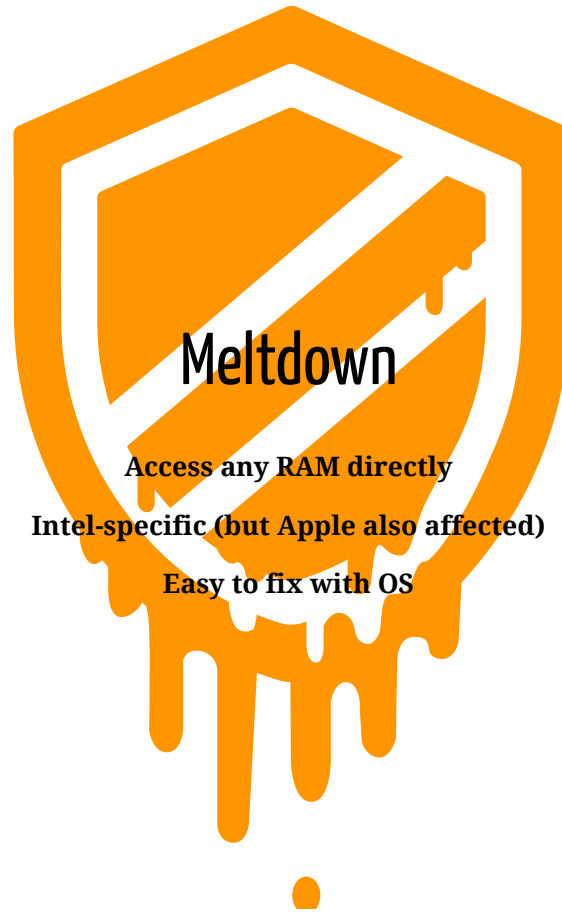 Meltdown
Access any RAM directly
Intel-specific (but Apple also affected)
Easy to fix with OS